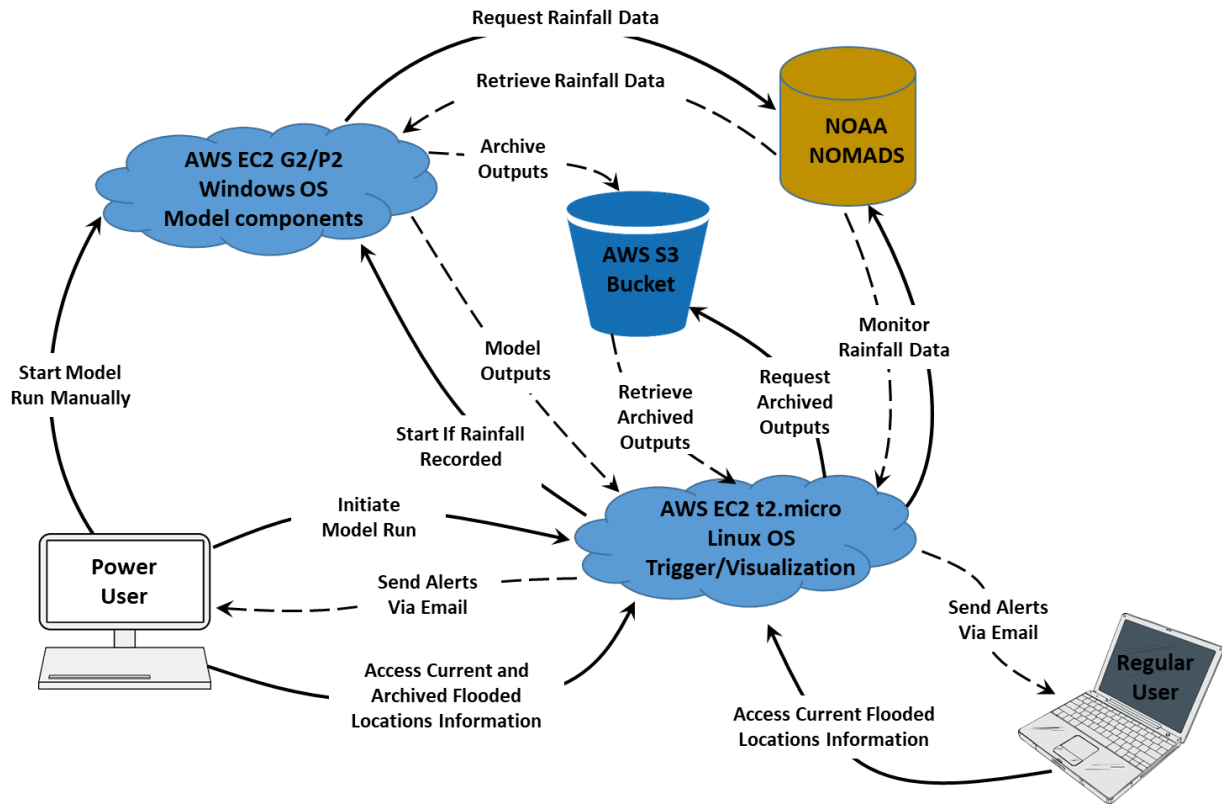 Request Rainfall Data
Retrieve Rainfall Data
NOAA
NOMADS
AWS EC2 G2/P2
Windows OS
Model components
Archive
Outputs
AWS S3
Bucket
Monitor
Rainfall Data
Start Model
Run Manually
Model
Outputs
Retrieve
Archived
Outputs
Request
Archived
Outputs
Start If Rainfall
Recorded
Initiate
Model Run
AWS EC2 t2.micro
Linux OS
Trigger/Visualization
Power
User
Send Alerts
Via Email
Send Alerts
Via Email
Access Current and
Archived Flooded
Locations Information
Regular
User
Access Current Flooded
Locations Information